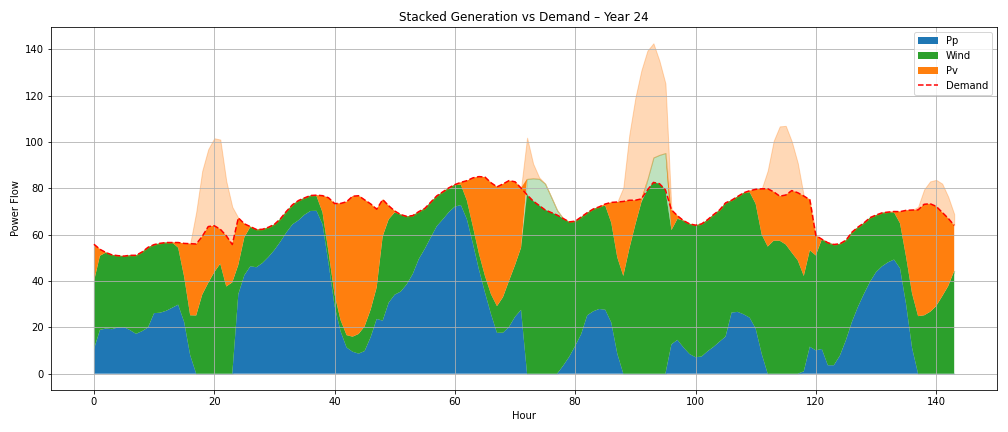 Stacked Generation vs Demand – Year 24
Pp
Wind
Pv
Demand
Power Flow
140
120
100
80
60
40
20
0
0 20 40 60 80 100 120 140
Hour